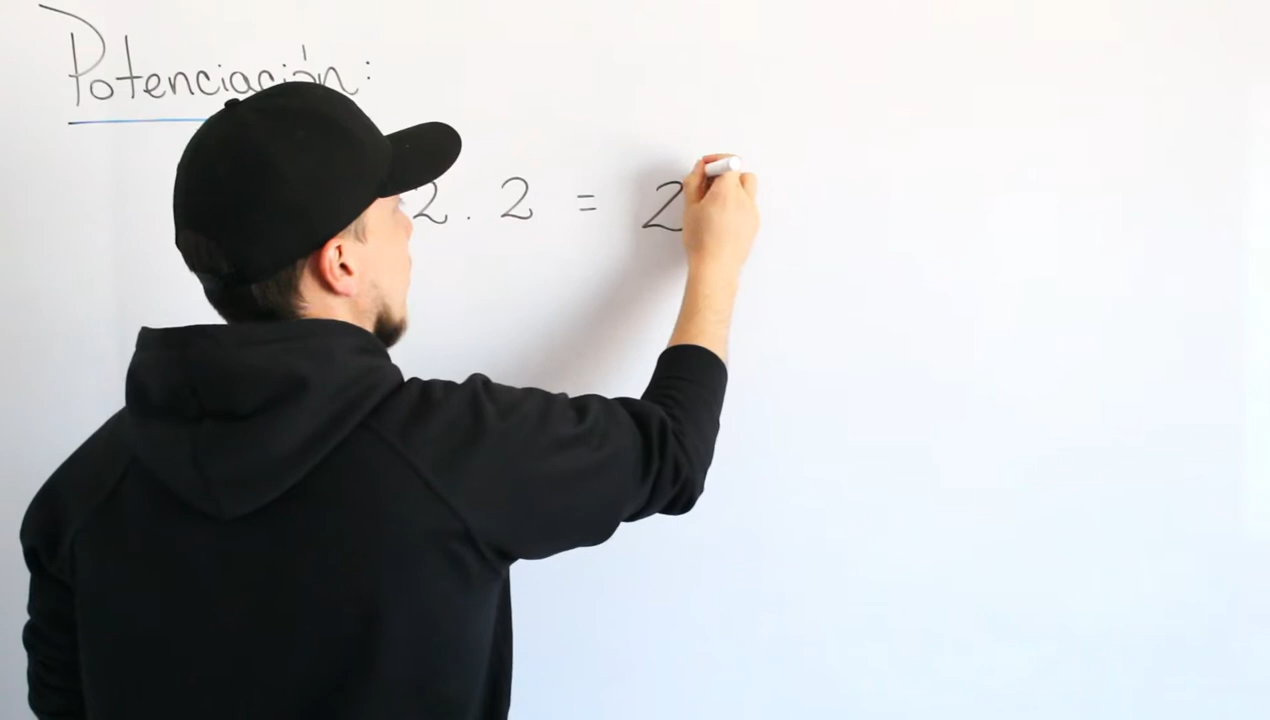 Potenciación:
2 . 2 = 2